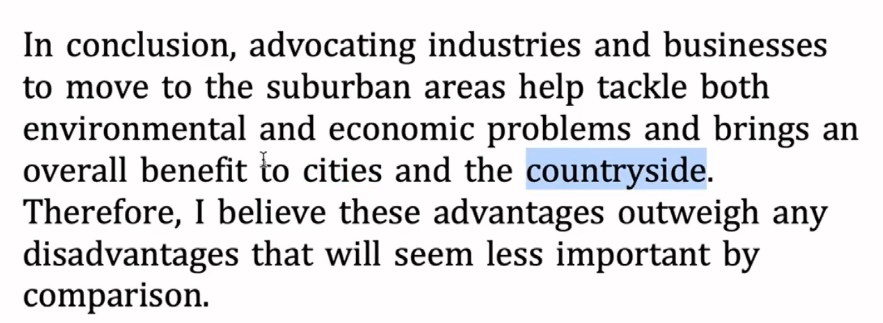 In conclusion, advocating industries and businesses
to move to the suburban areas help tackle both
environmental and economic problems and brings an
overall benefit to cities and the countryside.
Therefore, I believe these advantages outweigh any
disadvantages that will seem less important by
comparison.